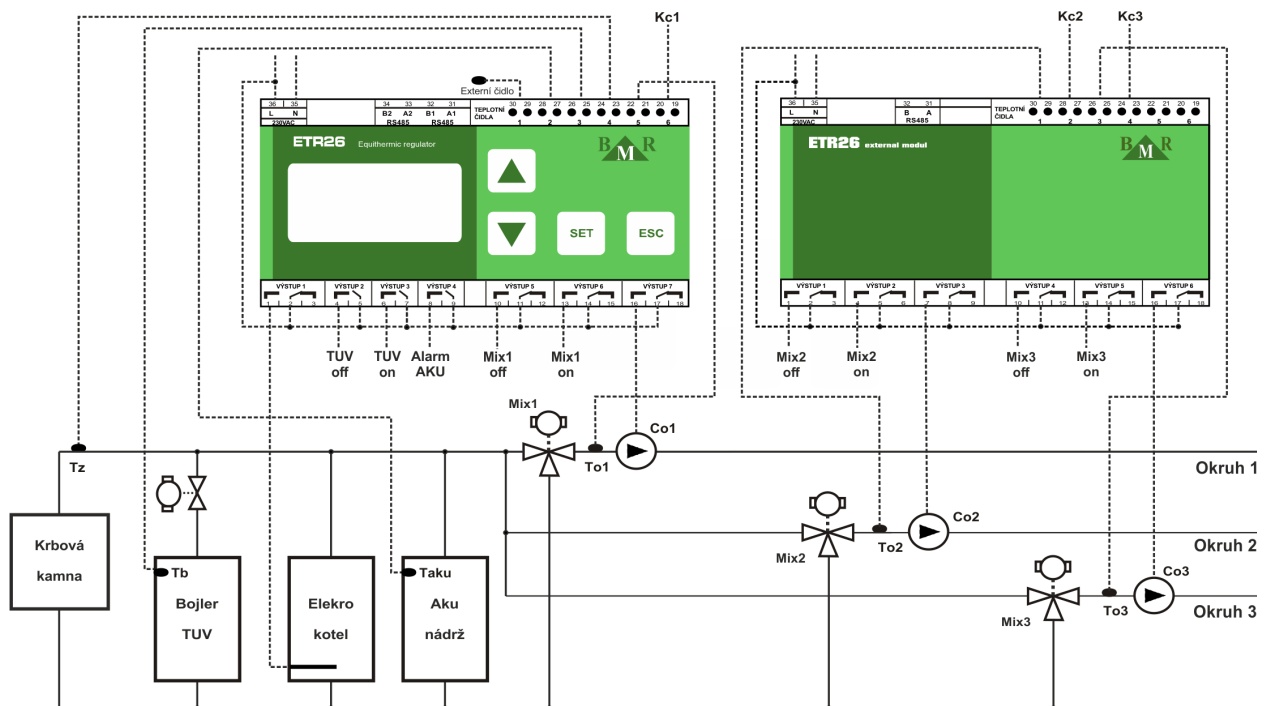 Kc1
Kc2
Kc3
Externí čidlo
36 35
L N
230VAC
34 33 32 31
B2 A2 B1 A1
RS485 RS485
TEPLOTNÍ
ČIDLA
30 29 28 27 26 25 24 23 22 21 20 19
1 2 3 4 5 6
ETR26 Equithermic regulator
B M R
SET
ESC
VÝSTUP 1 VÝSTUP 2 VÝSTUP 3 VÝSTUP 4 VÝSTUP 5 VÝSTUP 6 VÝSTUP 7
1 2 3 4 5 6 7 8 9 10 11 12 13 14 15 16 17 18
TUV
off
TUV
on
Alarm
AKU
Mix1
off
Mix1
on
36 35
L N
230VAC
32 31
B A
RS485
TEPLOTNÍ
ČIDLA
30 29 28 27 26 25 24 23 22 21 20 19
1 2 3 4 5 6
ETR26 external modul
B M R
VÝSTUP 1 VÝSTUP 2 VÝSTUP 3 VÝSTUP 4 VÝSTUP 5 VÝSTUP 6
1 2 3 4 5 6 7 8 9 10 11 12 13 14 15 16 17 18
Mix2
off
Mix2
on
Mix3
off
Mix3
on
Mix1
Tz
To1
Co1
Okruh 1
Mix2
To2
Co2
Okruh 2
Mix3
To3
Co3
Okruh 3
Krbová
kamna
Tb
Bojler
TUV
Elekro
kotel
Taku
Aku
nádrž